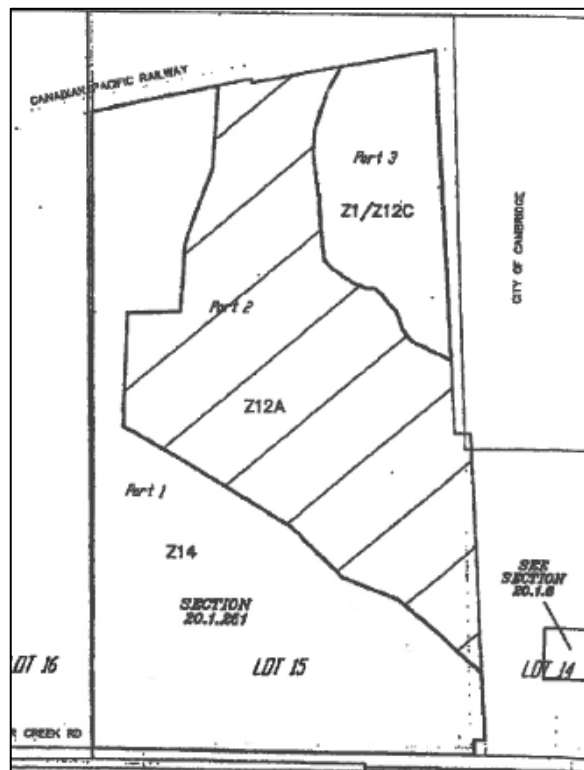 CANADIAN PACIFIC RAILWAY
Part 3
Z1/Z12C
CITY OF CAMBRIDGE
Part 2
Z12A
Part 1
Z14
SECTION
20.1.261
SEE
SECTION
20.1.6
LOT 16
LOT 15
LOT 14
CREEK RD